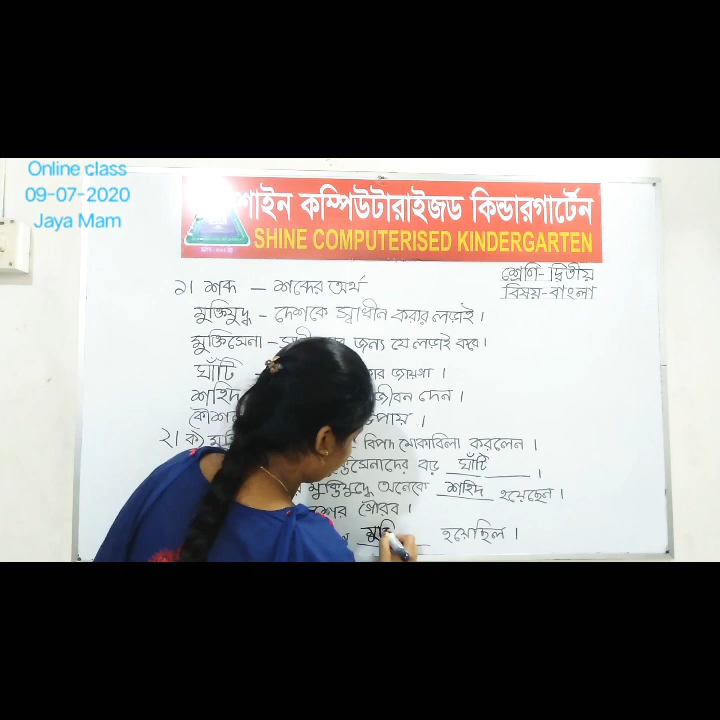 Online class
09-07-2020
Jaya Mam
শাইন কম্পিউটারাইজড কিন্ডারগার্টেন
SHINE COMPUTERISED KINDERGARTEN
শ্রেণি- দ্বিতীয়
বিষয়-বাংলা
১। শব্দ – শব্দের অর্থ
মুক্তিযুদ্ধ – দেশকে স্বাধীন করার লড়াই।
মুক্তিসেনা – জন্য যে লড়াই করে।
ঘাঁটি জায়গা।
শহিদ জীবন দেন।
উপায়।
২। ক) বিপদ মোকাবিলা করলেন।
মুক্তিসেনাদের বড় ঘাঁটি।
মুক্তিযুদ্ধে অনেকে শহিদ হয়েছেন।
গৌরব।
মুক্তি হয়েছিল।